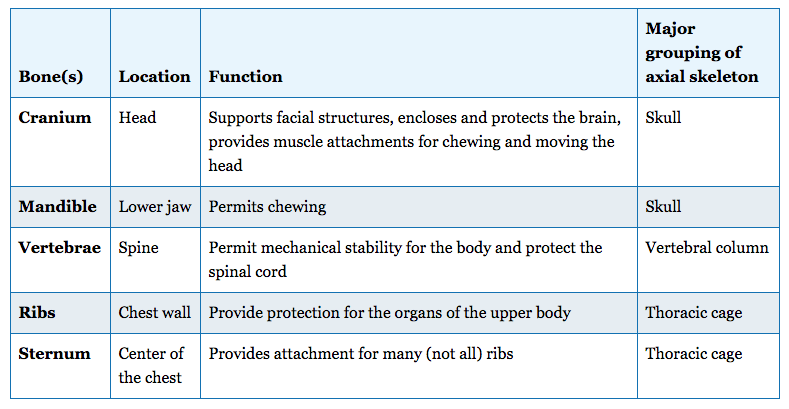 Bone(s) Location Function Major grouping of axial skeleton
Cranium Head Supports facial structures, encloses and protects the brain,
provides muscle attachments for chewing and moving the
head Skull
Mandible Lower jaw Permits chewing Skull
Vertebrae Spine Permit mechanical stability for the body and protect the
spinal cord Vertebral column
Ribs Chest wall Provide protection for the organs of the upper body Thoracic cage
Sternum Center of
the chest Provides attachment for many (not all) ribs Thoracic cage